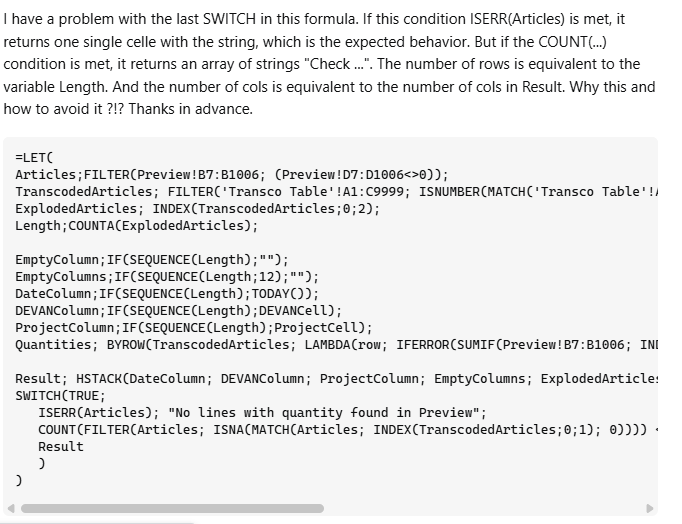 I have a problem with the last SWITCH in this formula. If this condition ISERR(Articles) is met, it
returns one single celle with the string, which is the expected behavior. But if the COUNT(...)
condition is met, it returns an array of strings "Check ...". The number of rows is equivalent to the
variable Length. And the number of cols is equivalent to the number of cols in Result. Why this and
how to avoid it ?!? Thanks in advance.
=LET(
Articles;FILTER(Preview!B7:B1006; (Preview!D7:D1006<>0));
TranscodedArticles; FILTER('Transco Table'!A1:C9999; ISNUMBER(MATCH('Transco Table'!
ExplodedArticles; INDEX(TranscodedArticles;0;2);
Length;COUNTA(ExplodedArticles);
EmptyColumn;IF(SEQUENCE(Length);"");
EmptyColumns;IF(SEQUENCE(Length;12);"");
DateColumn;IF(SEQUENCE(Length);TODAY());
DEVANColumn;IF(SEQUENCE(Length);DEVANCell);
ProjectColumn;IF(SEQUENCE(Length);ProjectCell);
Quantities; BYROW(TranscodedArticles; LAMBDA(row; IFERROR(SUMIF(Preview!B7:B1006; IN
Result; HSTACK(DateColumn; DEVANColumn; ProjectColumn; EmptyColumns; ExplodedArticles
SWITCH(TRUE;
ISERR(Articles); "No lines with quantity found in Preview";
COUNT(FILTER(Articles; ISNA(MATCH(Articles; INDEX(TranscodedArticles;0;1); 0))))
Result
)
)